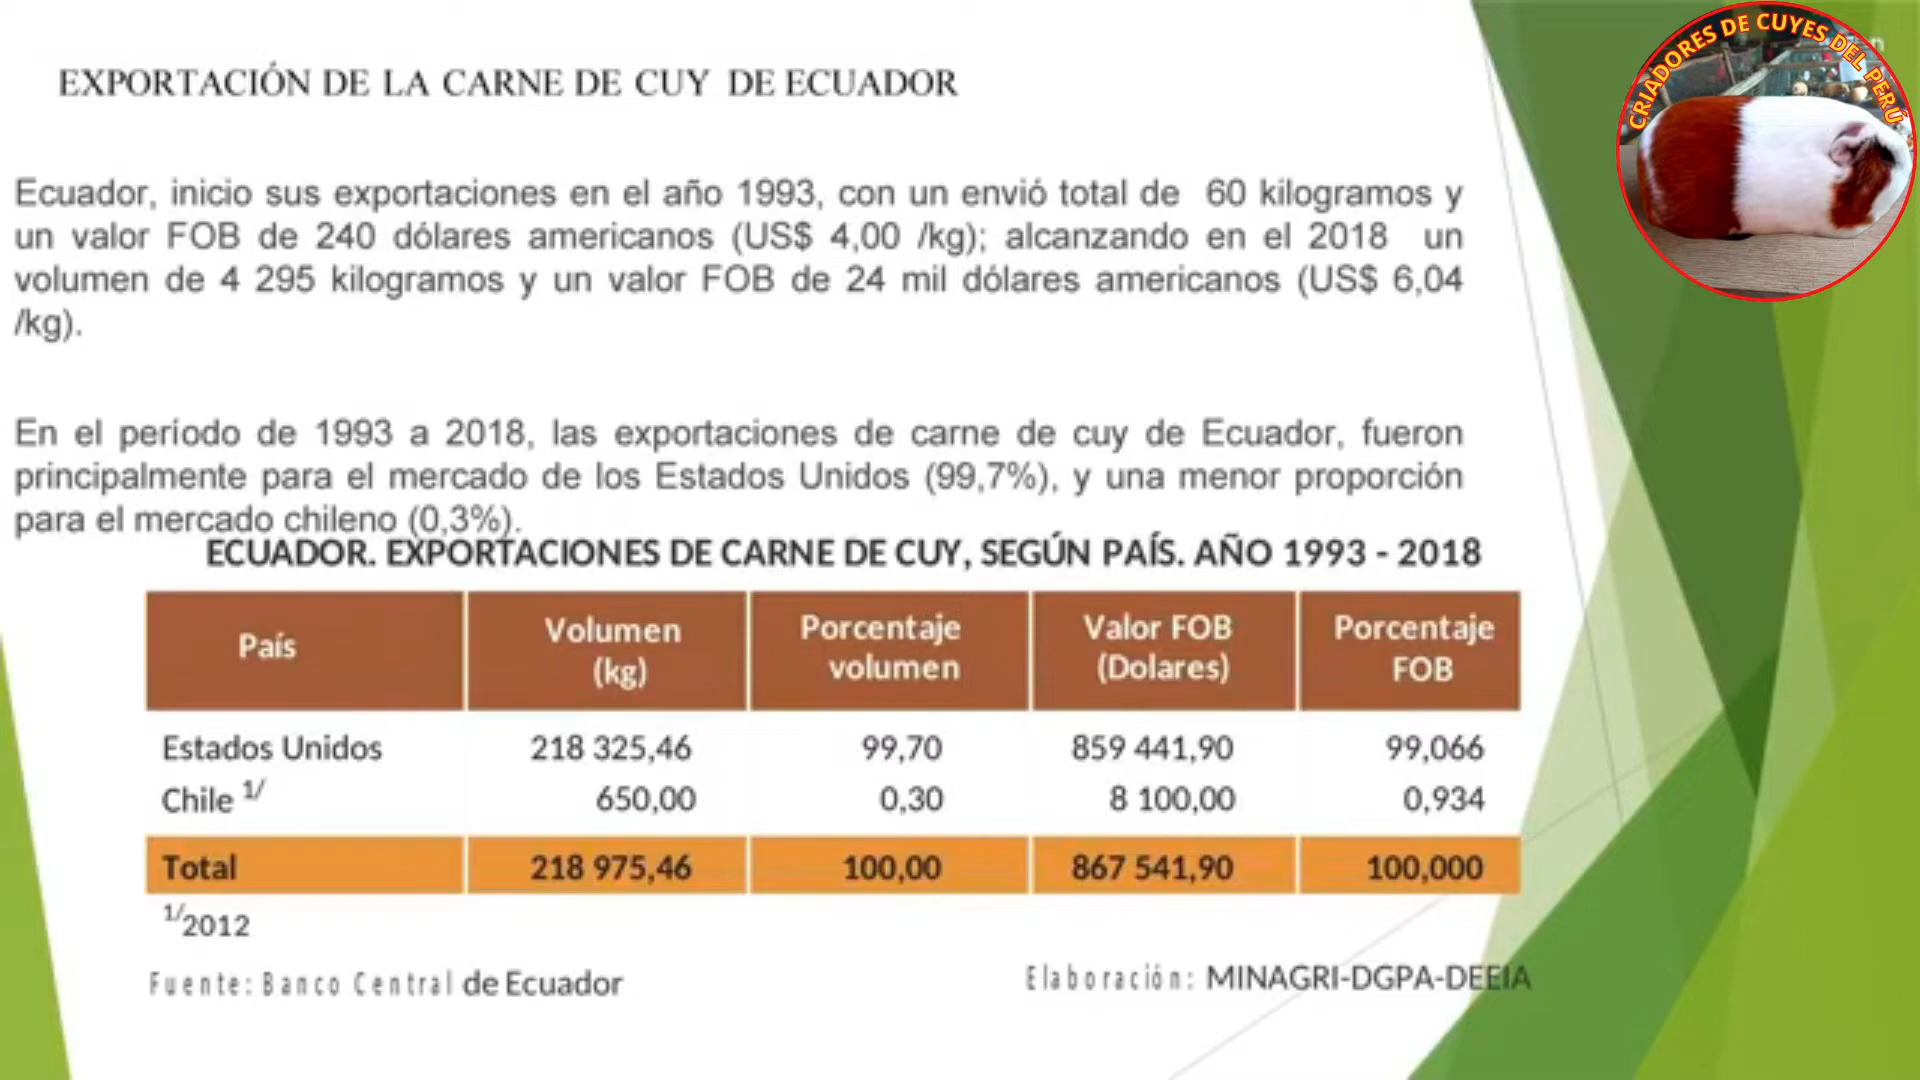 CRIADORES DE CUYES DEL PERÚ
EXPORTACIÓN DE LA CARNE DE CUY DE ECUADOR
Ecuador, inicio sus exportaciones en el año 1993, con un envió total de 60 kilogramos y
un valor FOB de 240 dólares americanos (US$ 4,00 /kg); alcanzando en el 2018 un
volumen de 4 295 kilogramos y un valor FOB de 24 mil dólares americanos (US$ 6,04
/kg).
En el período de 1993 a 2018, las exportaciones de carne de cuy de Ecuador, fueron
principalmente para el mercado de los Estados Unidos (99,7%), y una menor proporción
para el mercado chileno (0,3%).
ECUADOR. EXPORTACIONES DE CARNE DE CUY, SEGÚN PAÍS. AÑO 1993 - 2018
País Volumen (kg) Porcentaje volumen Valor FOB (Dolares) Porcentaje FOB
Estados Unidos 218 325,46 99,70 859 441,90 99,066
Chile 1/ 650,00 0,30 8 100,00 0,934
Total 218 975,46 100,00 867 541,90 100,000
1/2012
Fuente: Banco Central de Ecuador Elaboración: MINAGRI-DGPA-DEEIA